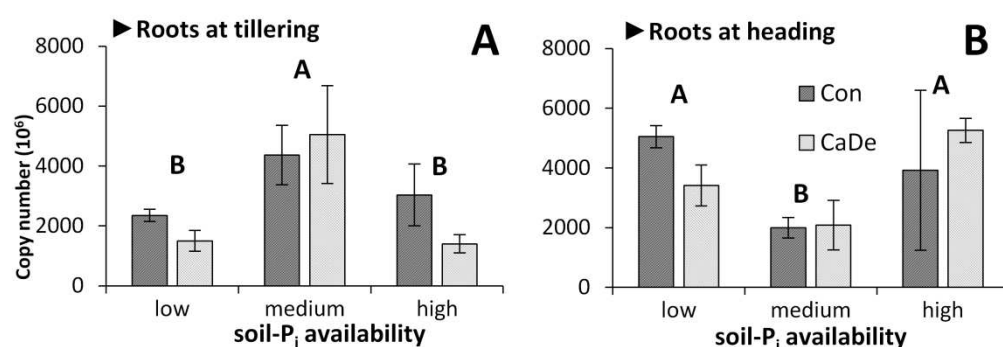 ► Roots at tillering
A
Copy number (10⁶)
8000
6000
4000
2000
0
B
A
B
low medium high
soil-Pi availability
► Roots at heading
B
8000
6000
4000
2000
0
A
B
A
Con
CaDe
low medium high
soil-Pi availability